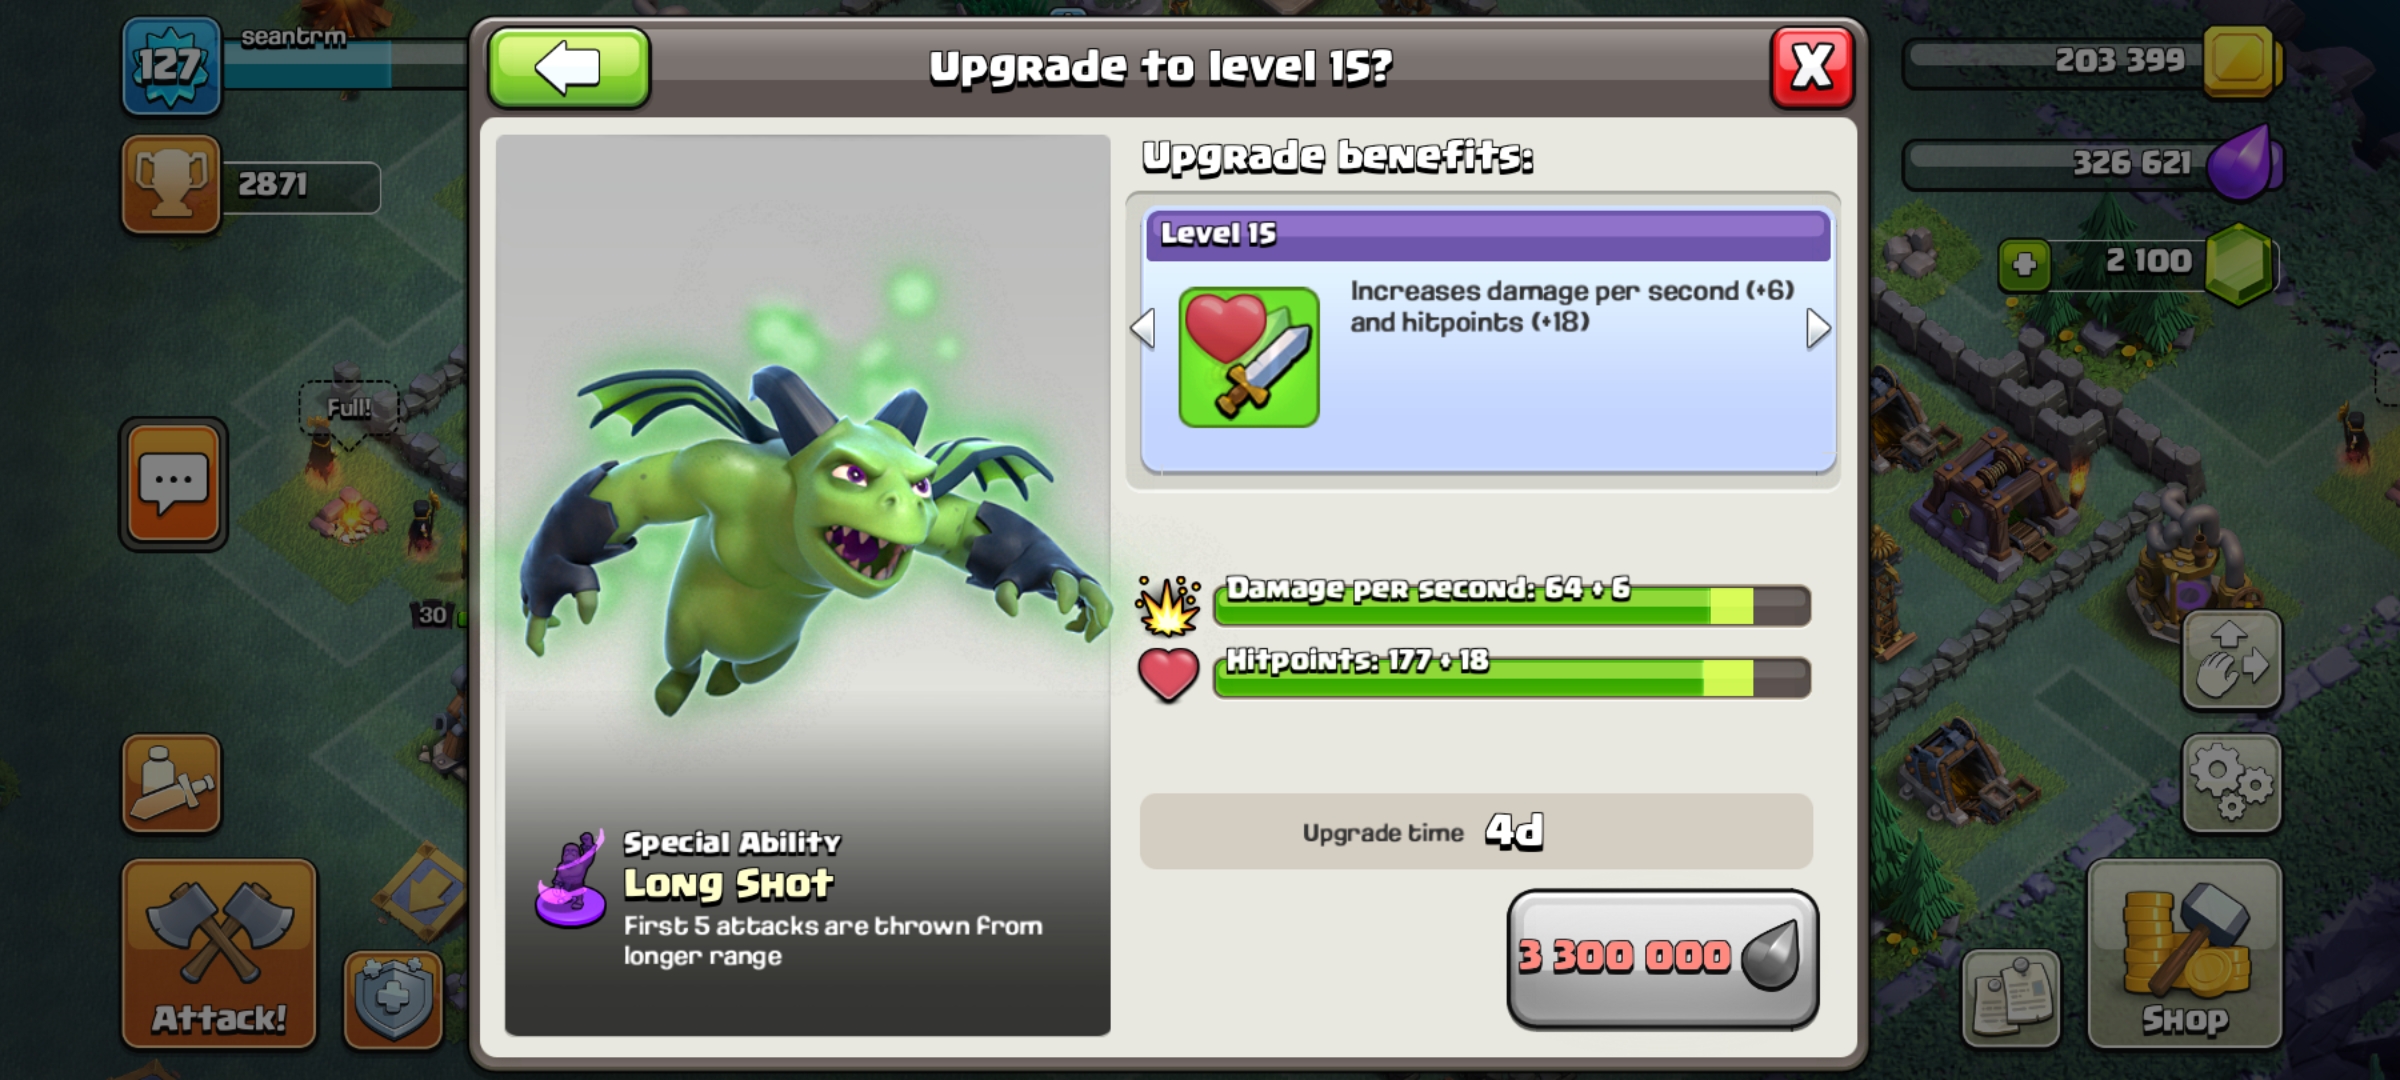 127
seantrm
Upgrade to level 15?
X
203 399
2871
Upgrade benefits:
326 621
Level 15
2 100
Increases damage per second (+6)
and hitpoints (+18)
Full!
Damage per second: 64 + 6
30
Hitpoints: 177 + 18
Upgrade time 4d
Special Ability
Long Shot
First 5 attacks are thrown from
longer range
3 300 000
Attack!
Shop